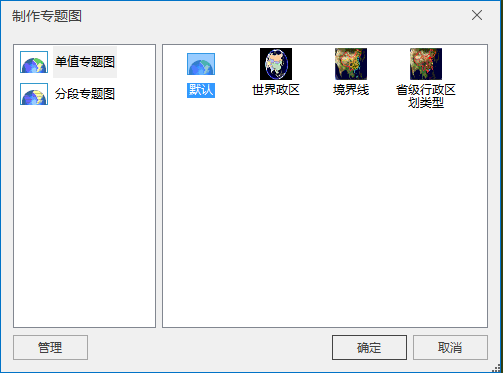 制作专题图
单值专题图
分段专题图
默认
世界政区
境界线
省级行政区
划类型
管理
确定
取消